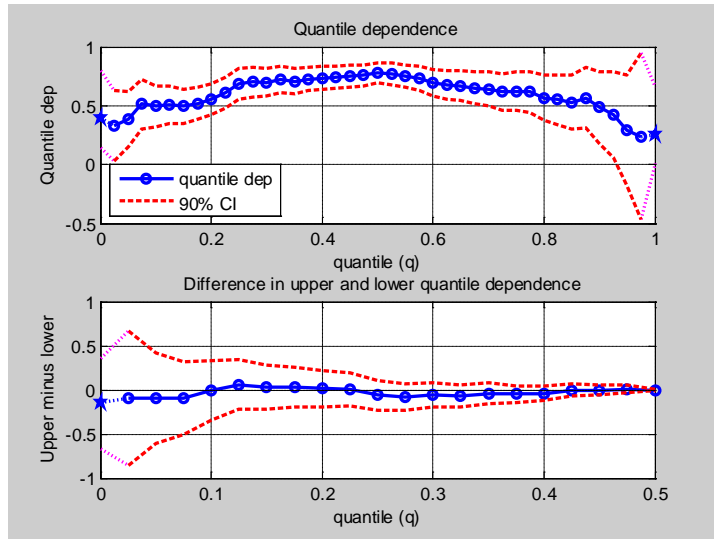 Quantile dependence
1
0.5
0
-0.5
Quantile dep
quantile dep
90% CI
0 0.2 0.4 0.6 0.8 1
quantile (q)
Difference in upper and lower quantile dependence
1
0.5
0
-0.5
-1
Upper minus lower
0 0.1 0.2 0.3 0.4 0.5
quantile (q)